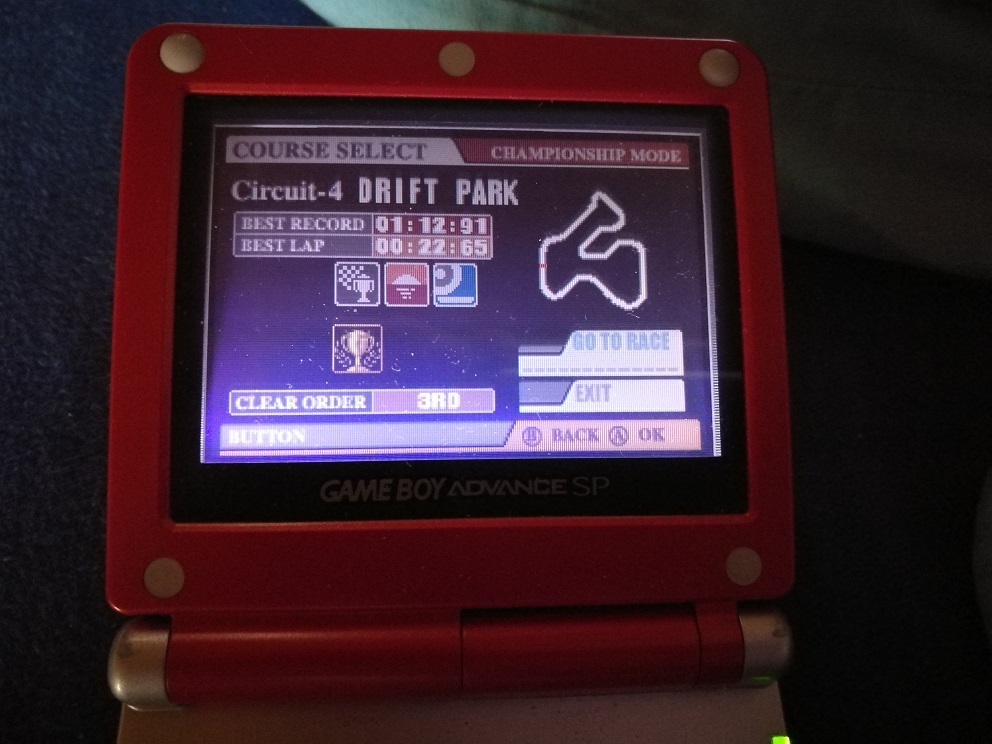 COURSE SELECT CHAMPIONSHIP MODE
Circuit-4 DRIFT PARK
BEST RECORD 01:12:91
BEST LAP 00:22:65
GO TO RACE
EXIT
CLEAR ORDER 3RD
BUTTON B BACK A OK
GAME BOY ADVANCE SP